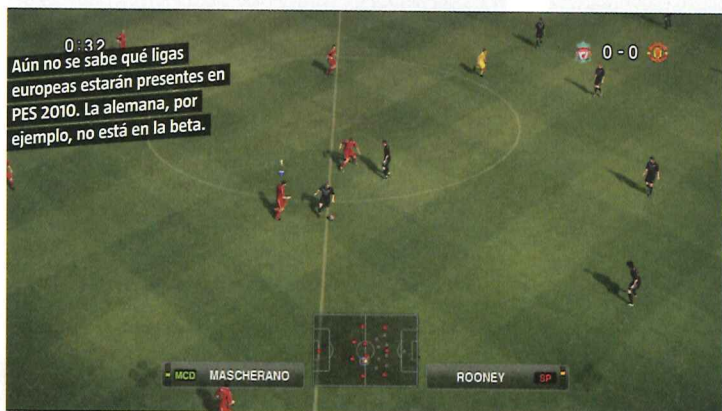 0:32
0 - 0
Aún no se sabe qué ligas
europeas estarán presentes en
PES 2010. La alemana, por
ejemplo, no está en la beta.
MCD MASCHERANO
ROONEY SP